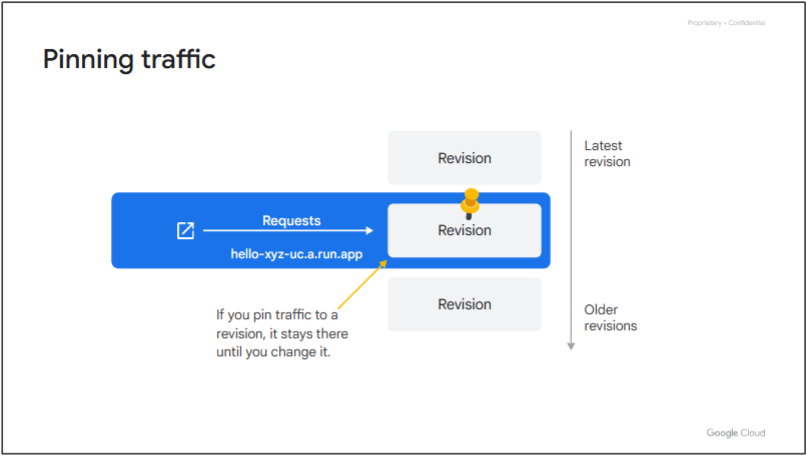 Proprietary + Confidential
Pinning traffic
Revision
Latest
revision
Requests
Revision
hello-xyz-uc.a.run.app
If you pin traffic to a
revision, it stays there
until you change it.
Revision
Older
revisions
Google Cloud